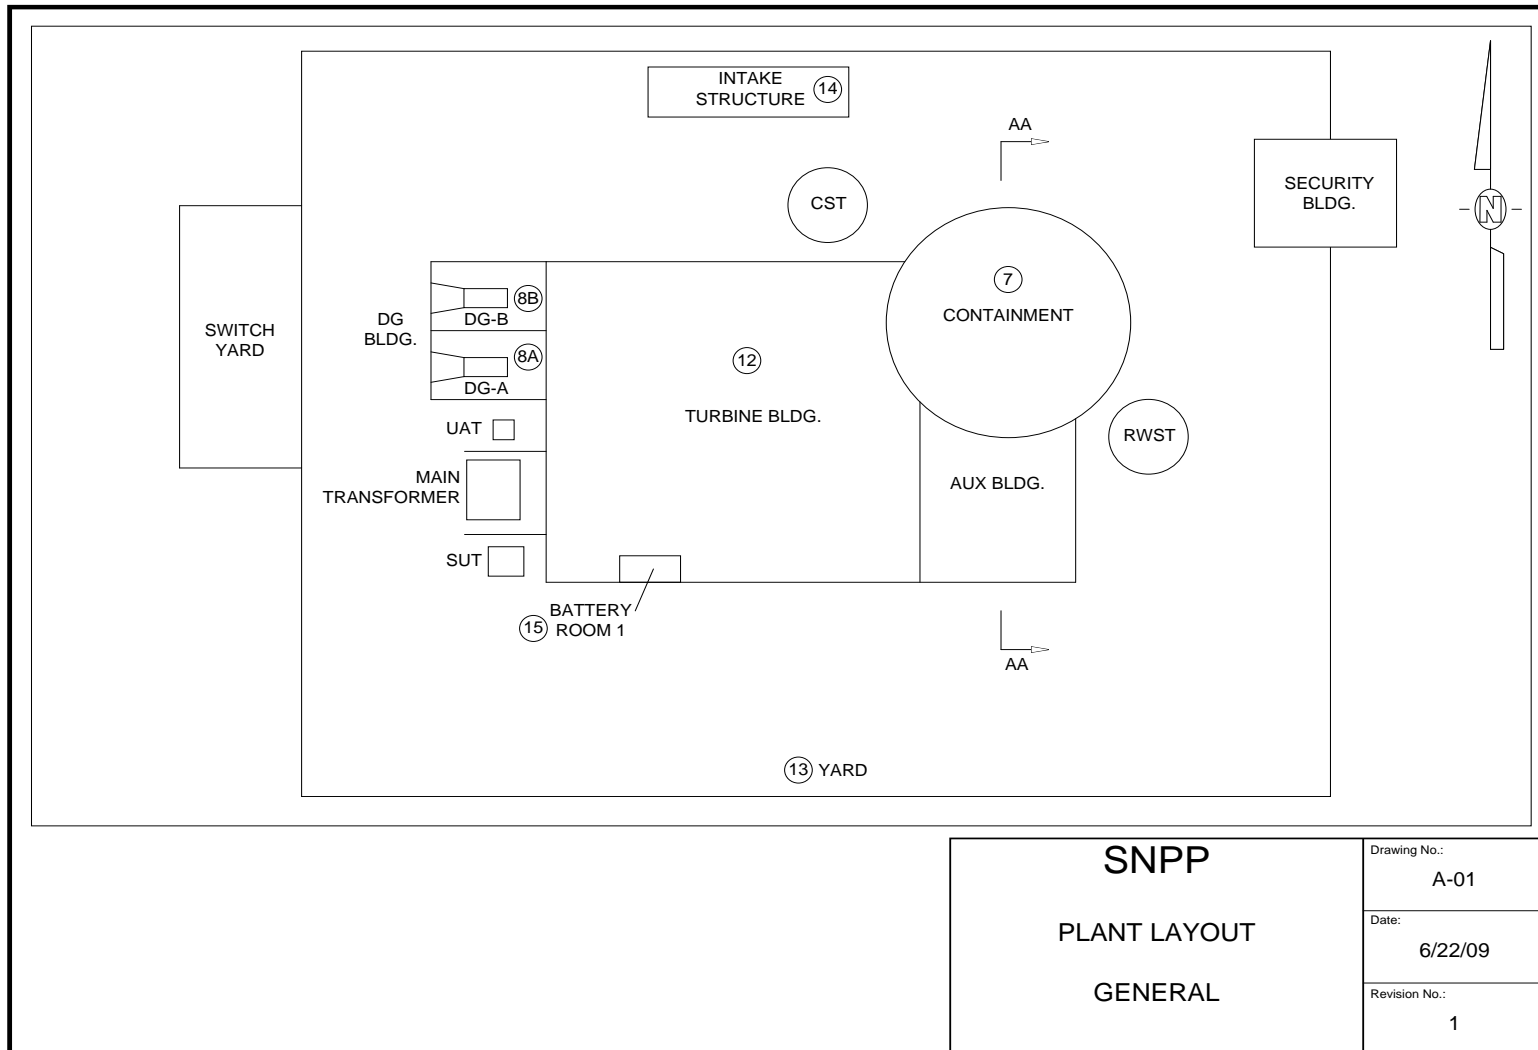 INTAKE
STRUCTURE
14
AA
SECURITY
BLDG.
CST
N
7
CONTAINMENT
SWITCH
YARD
DG
BLDG.
8B
DG-B
8A
DG-A
12
TURBINE BLDG.
UAT
RWST
MAIN
TRANSFORMER
AUX BLDG.
SUT
BATTERY
ROOM 1
15
AA
13 YARD
SNPP
PLANT LAYOUT
GENERAL
Drawing No.:
A-01
Date:
6/22/09
Revision No.:
1